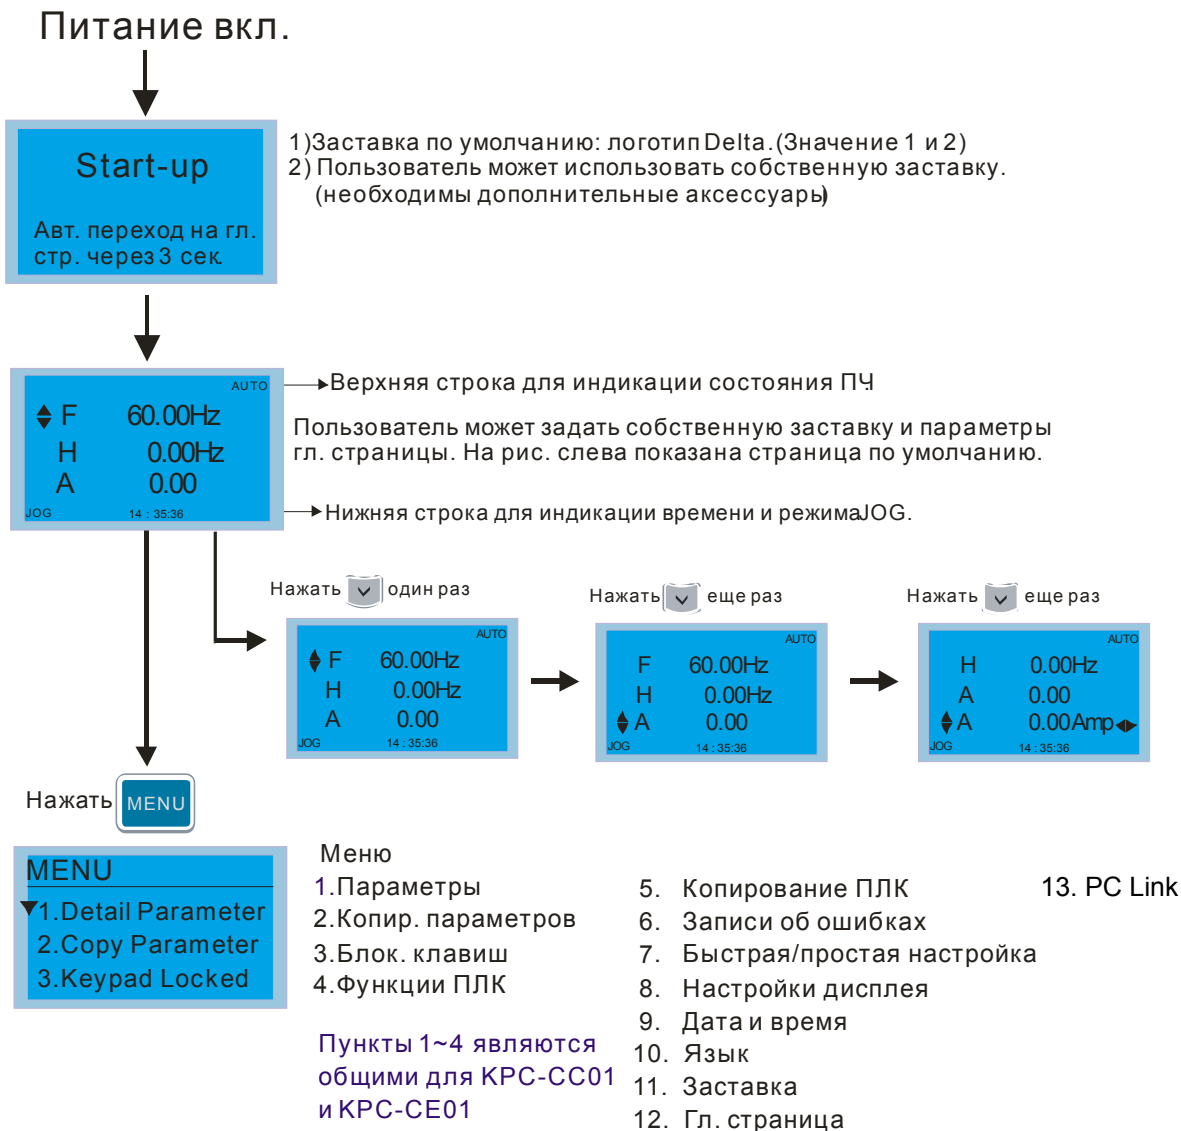 Питание вкл.
Start-up
Авт. переход на гл.
стр. через 3 сек.
1)Заставка по умолчанию: логотип Delta.(Значение 1 и 2)
2) Пользователь может использовать собственную заставку.
(необходимы дополнительные аксессуары)
AUTO
F 60.00Hz
H 0.00Hz
A 0.00
JOG 14 : 35:36
Верхняя строка для индикации состояния ПЧ
Пользователь может задать собственную заставку и параметры
гл. страницы. На рис. слева показана страница по умолчанию.
Нижняя строка для индикации времени и режима JOG.
Нажать один раз
AUTO
F 60.00Hz
H 0.00Hz
A 0.00
JOG 14 : 35:36
Нажать еще раз
AUTO
F 60.00Hz
H 0.00Hz
A 0.00
JOG 14 : 35:36
Нажать еще раз
AUTO
H 0.00Hz
A 0.00
A 0.00Amp
JOG 14 : 35:36
Нажать MENU
MENU
1.Detail Parameter
2.Copy Parameter
3.Keypad Locked
Меню
1.Параметры
2.Копир. параметров
3.Блок. клавиш
4.Функции ПЛК
Пункты 1~4 являются
общими для KPC-CC01
и KPC-CE01
5. Копирование ПЛК
6. Записи об ошибках
7. Быстрая/простая настройка
8. Настройки дисплея
9. Дата и время
10. Язык
11. Заставка
12. Гл. страница
13. PC Link